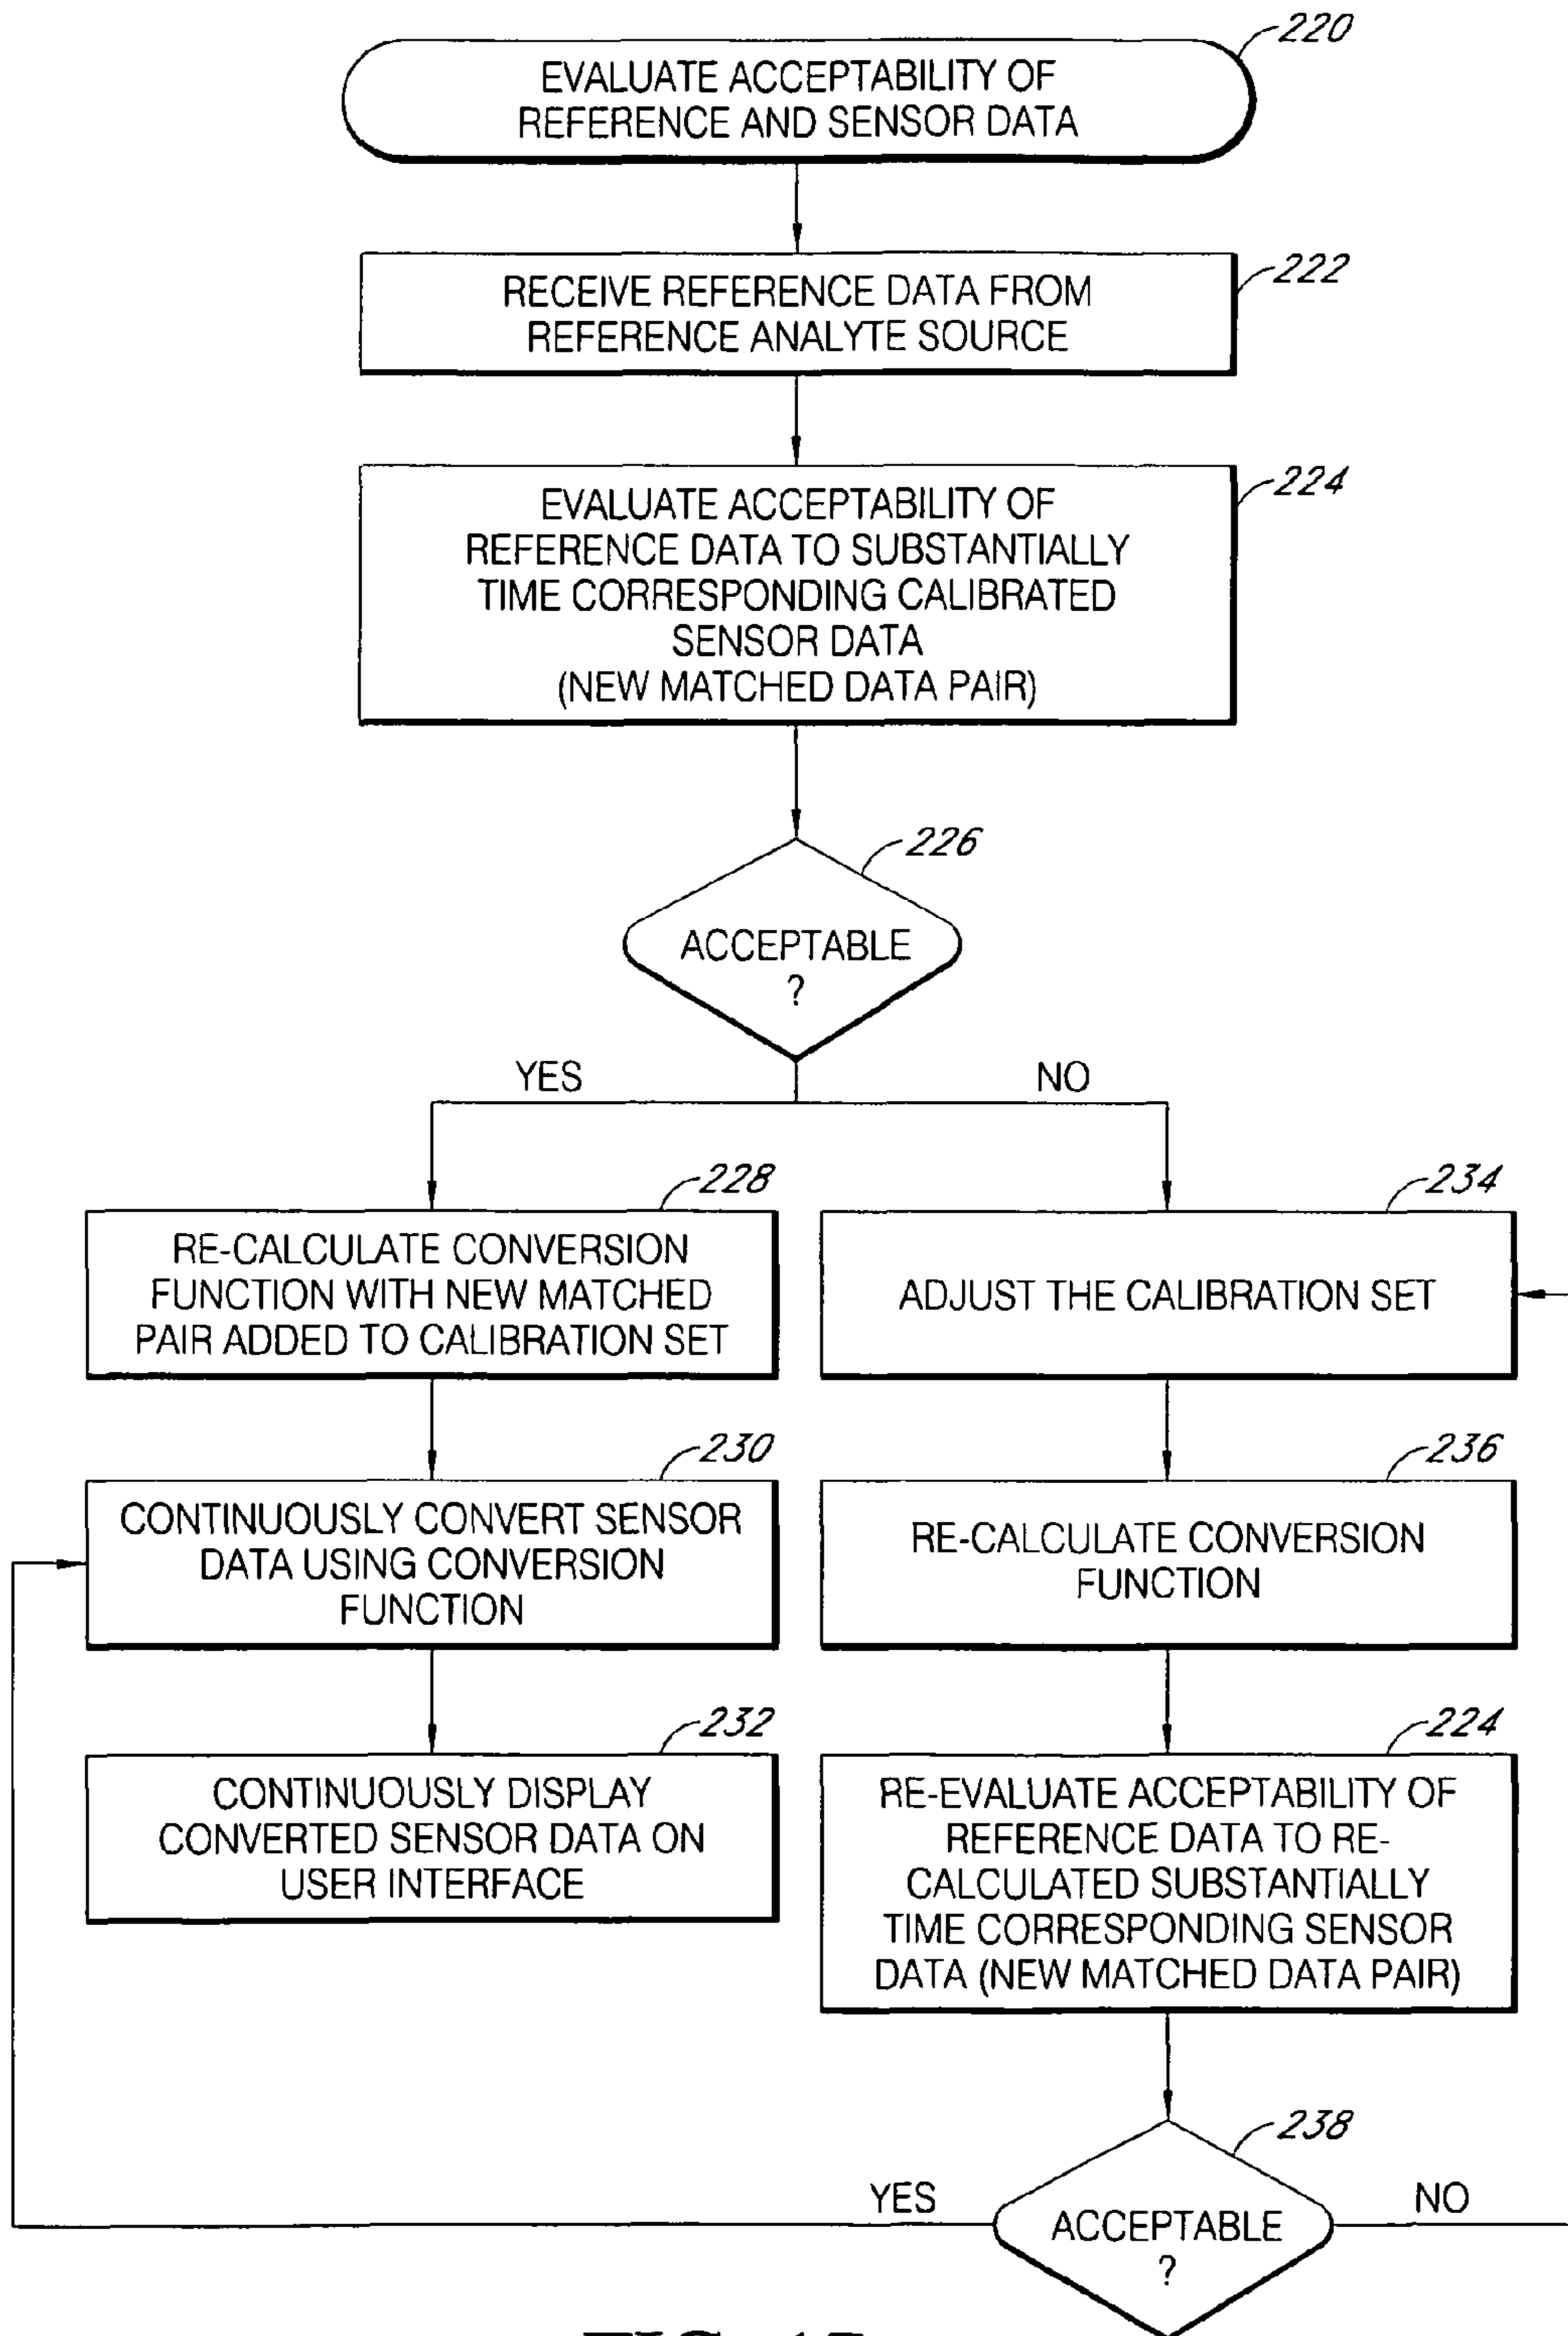 220
EVALUATE ACCEPTABILITY OF
REFERENCE AND SENSOR DATA
222
RECEIVE REFERENCE DATA FROM
REFERENCE ANALYTE SOURCE
224
EVALUATE ACCEPTABILITY OF
REFERENCE DATA TO SUBSTANTIALLY
TIME CORRESPONDING CALIBRATED
SENSOR DATA
(NEW MATCHED DATA PAIR)
226
ACCEPTABLE
?
YES
NO
228
RE-CALCULATE CONVERSION
FUNCTION WITH NEW MATCHED
PAIR ADDED TO CALIBRATION SET
234
ADJUST THE CALIBRATION SET
230
CONTINUOUSLY CONVERT SENSOR
DATA USING CONVERSION
FUNCTION
236
RE-CALCULATE CONVERSION
FUNCTION
232
CONTINUOUSLY DISPLAY
CONVERTED SENSOR DATA ON
USER INTERFACE
224
RE-EVALUATE ACCEPTABILITY OF
REFERENCE DATA TO RE-
CALCULATED SUBSTANTIALLY
TIME CORRESPONDING SENSOR
DATA (NEW MATCHED DATA PAIR)
238
YES
ACCEPTABLE
?
NO